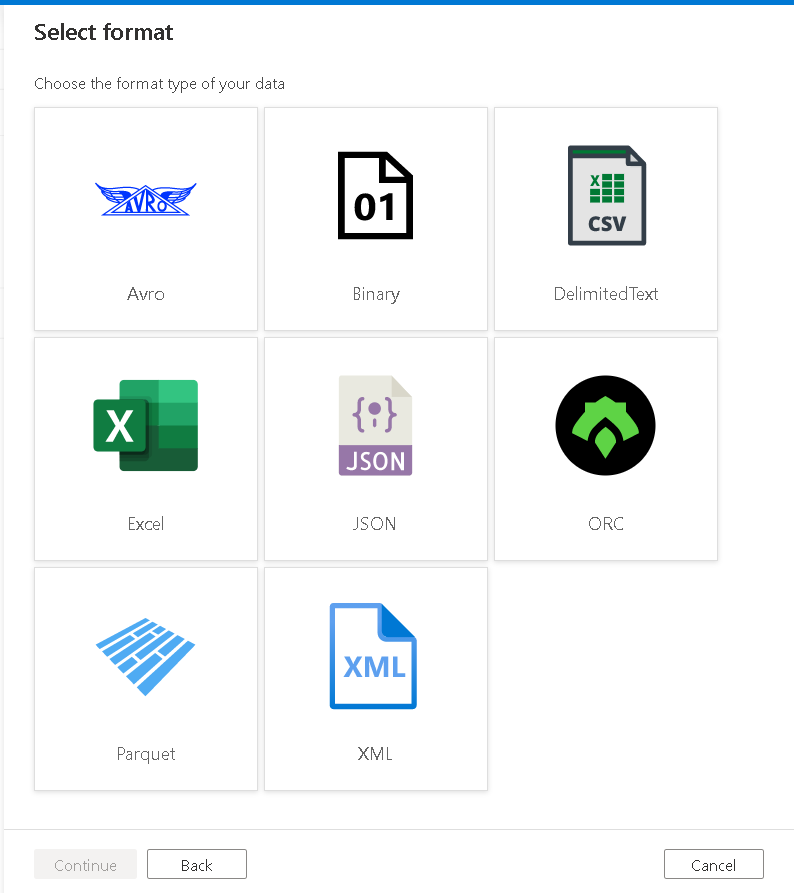 Select format
Choose the format type of your data
AVRO
01
X
CSV
Avro
Binary
DelimitedText
X
{i}
JSON
Excel
JSON
ORC
XML
Parquet
XML
Continue
Back
Cancel